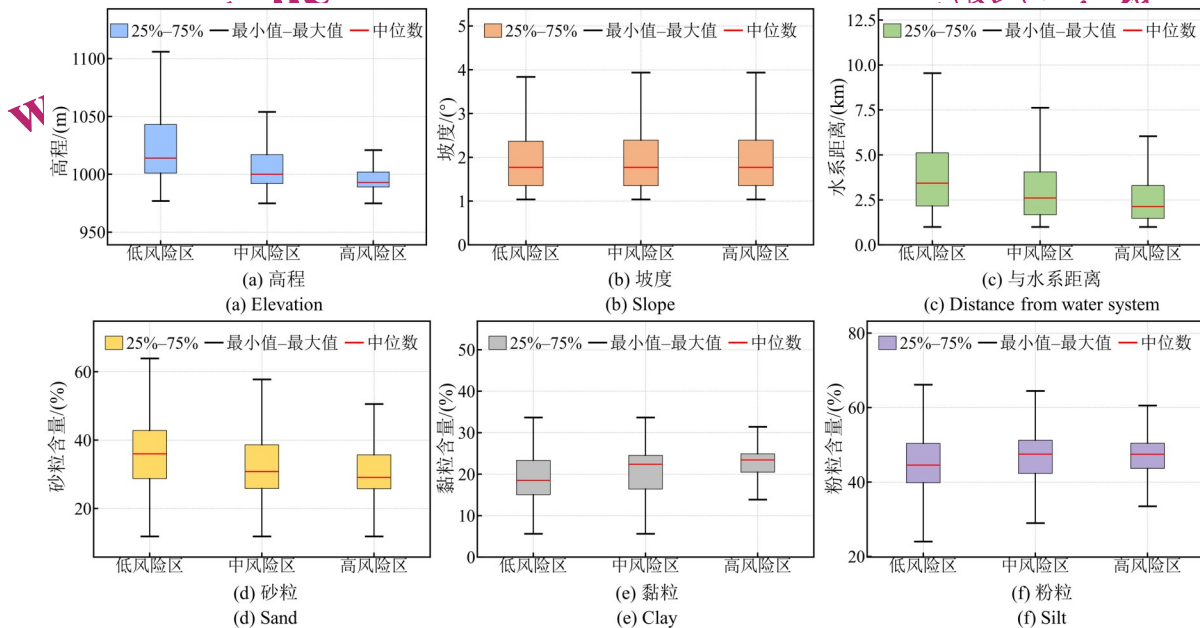 25%–75% 最小值–最大值 中位数
高程/(m)
1100
1050
1000
950
低风险区 中风险区 高风险区
(a) 高程
(a) Elevation
25%–75% 最小值–最大值 中位数
坡度/(°)
5
4
3
2
1
0
低风险区 中风险区 高风险区
(b) 坡度
(b) Slope
25%–75% 最小值–最大值 中位数
水系距离/(km)
12.5
10.0
7.5
5.0
2.5
0.0
低风险区 中风险区 高风险区
(c) 与水系距离
(c) Distance from water system
25%–75% 最小值–最大值 中位数
砂粒含量/(%)
60
40
20
低风险区 中风险区 高风险区
(d) 砂粒
(d) Sand
25%–75% 最小值–最大值 中位数
黏粒含量/(%)
50
40
30
20
10
0
低风险区 中风险区 高风险区
(e) 黏粒
(e) Clay
25%–75% 最小值–最大值 中位数
粉粒含量/(%)
80
60
40
20
低风险区 中风险区 高风险区
(f) 粉粒
(f) Silt